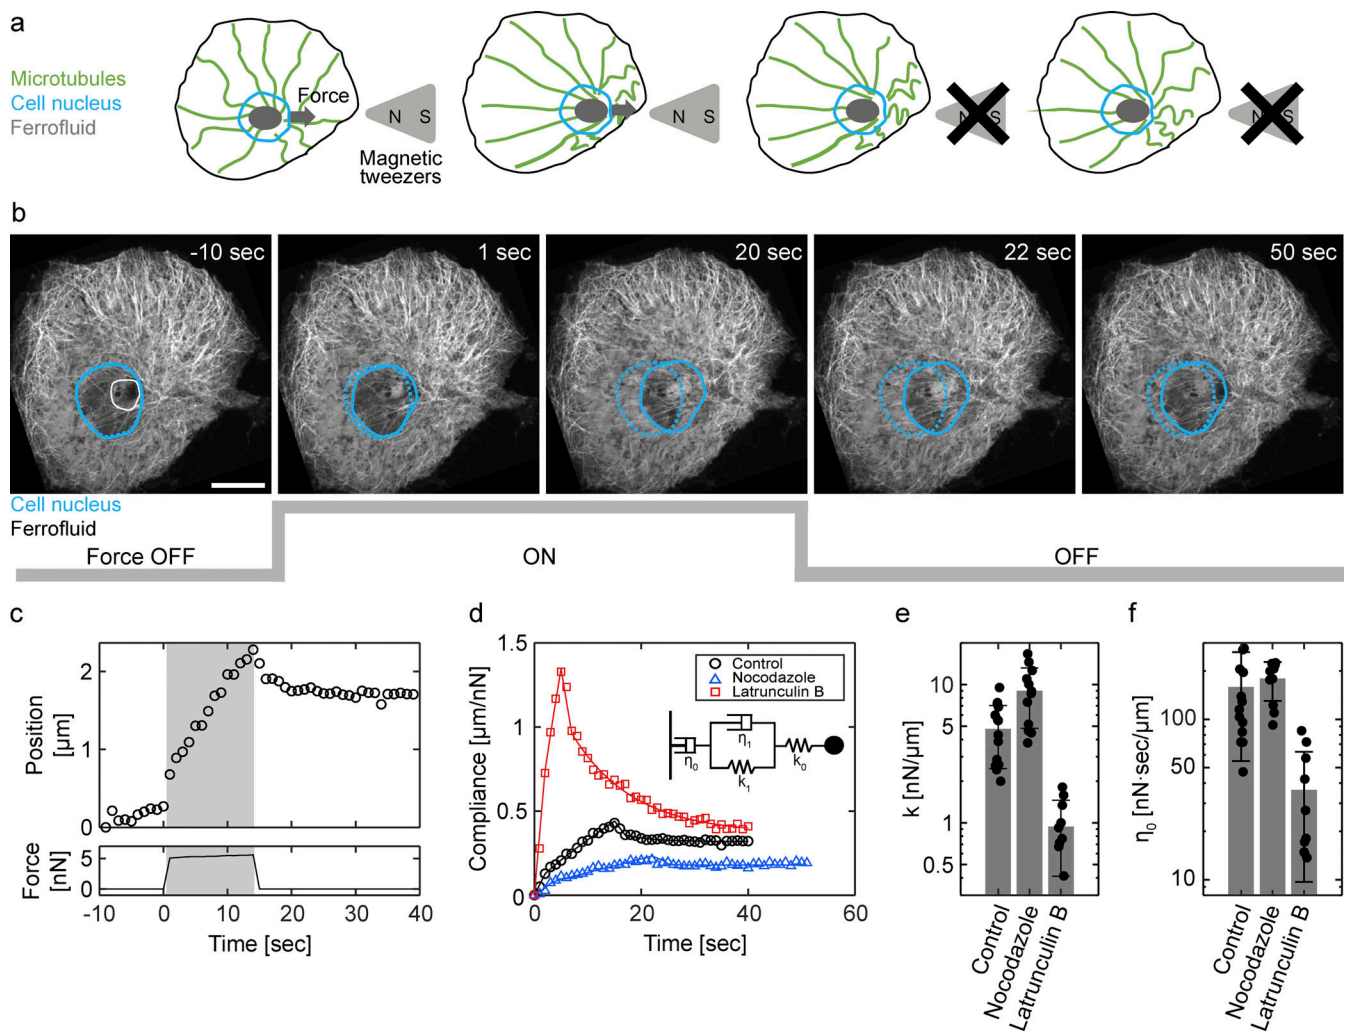 a
Microtubules
Cell nucleus
Ferrofluid
Force
N S
Magnetic
tweezers
N S
N S
N S
b
-10 sec
1 sec
20 sec
22 sec
50 sec
Cell nucleus
Ferrofluid
Force OFF
ON
OFF
c
Position
[µm]
2
1
0
Force
[nN]
5
0
-10 0 10 20 30 40
Time [sec]
d
Compliance [µm/nN]
1.5
1
0.5
0
Control
Nocodazole
Latrunculin B
η0
η1
k1
k0
0 20 40 60
Time [sec]
e
k [nN/µm]
10
5
1
0.5
Control
Nocodazole
Latrunculin B
f
η0 [nN·sec/µm]
100
50
10
Control
Nocodazole
Latrunculin B